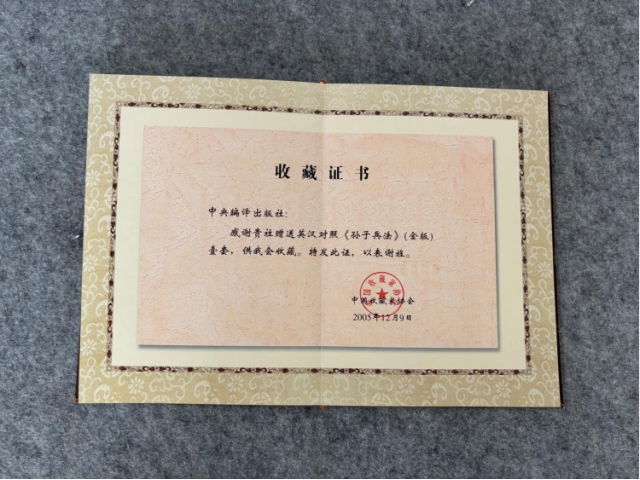 收藏证书
中央编译出版社：
感谢贵社赠送英汉对照《孙子兵法》（金版）
壹套，供我会收藏。特发此证，以表谢旌。
中国收藏家协会
2005年12月9日